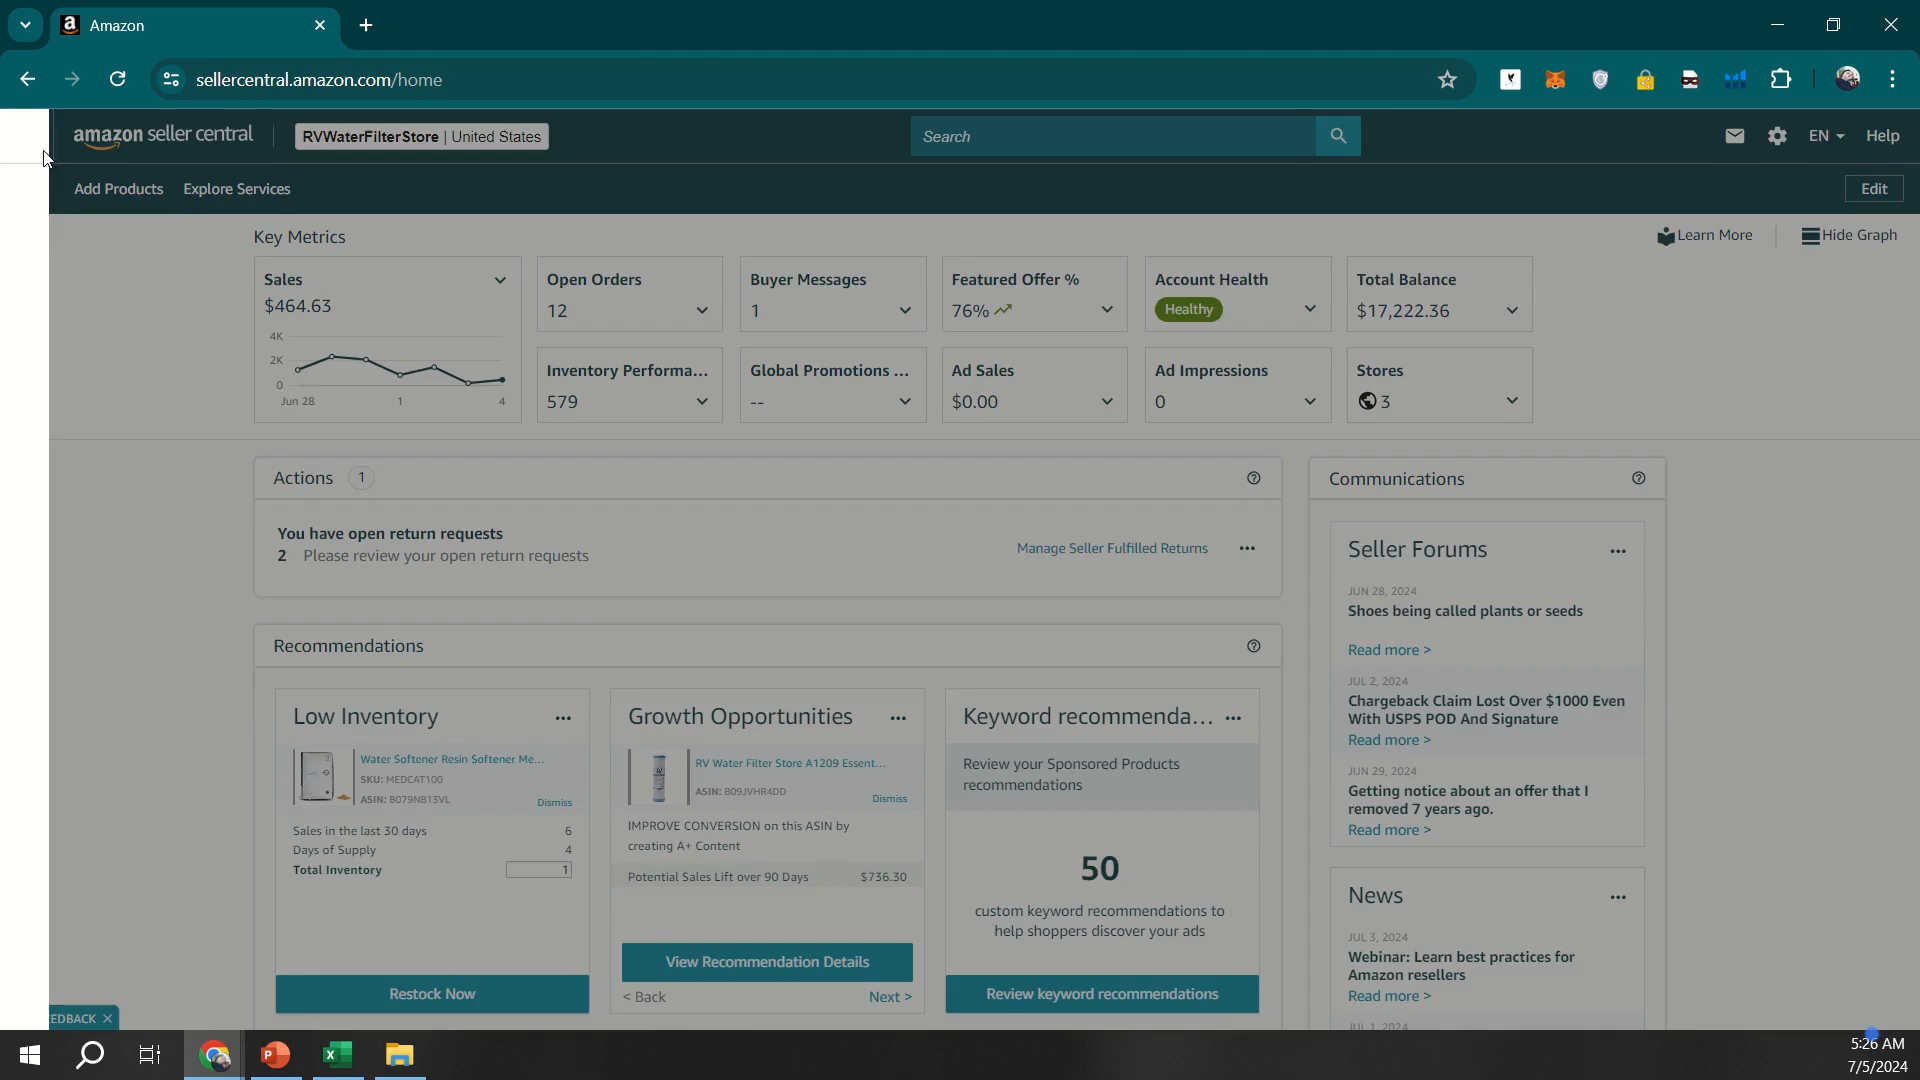 Amazon
sellercentral.amazon.com/home
amazon seller central
RVWaterFilterStore | United States
Search
EN
Help
Add Products
Explore Services
Edit
Key Metrics
Learn More
Hide Graph
Sales
$464.63
4K
2K
0
Jun 28
1
4
Open Orders
12
Buyer Messages
1
Featured Offer %
76%
Account Health
Healthy
Total Balance
$17,222.36
Inventory Performa...
579
Global Promotions ...
--
Ad Sales
$0.00
Ad Impressions
0
Stores
3
Actions
1
You have open return requests
2 Please review your open return requests
Manage Seller Fulfilled Returns
Recommendations
Low Inventory
Water Softener Resin Softener Me...
SKU: MEDCAT100
ASIN: B079NB13VL
Dismiss
Sales in the last 30 days 6
Days of Supply 4
Total Inventory 1
Restock Now
Growth Opportunities
RV Water Filter Store A1209 Essent...
ASIN: B09JVHR4DD
Dismiss
IMPROVE CONVERSION on this ASIN by
creating A+ Content
Potential Sales Lift over 90 Days $736.30
View Recommendation Details
< Back
Next >
Keyword recommenda...
Review your Sponsored Products
recommendations
50
custom keyword recommendations to
help shoppers discover your ads
Review keyword recommendations
Communications
Seller Forums
JUN 28, 2024
Shoes being called plants or seeds
Read more >
JUL 2, 2024
Chargeback Claim Lost Over $1000 Even
With USPS POD And Signature
Read more >
JUN 29, 2024
Getting notice about an offer that I
removed 7 years ago.
Read more >
News
JUL 3, 2024
Webinar: Learn best practices for
Amazon resellers
Read more >
JUL 1, 2024
EEDBACK
5:26 AM
7/5/2024